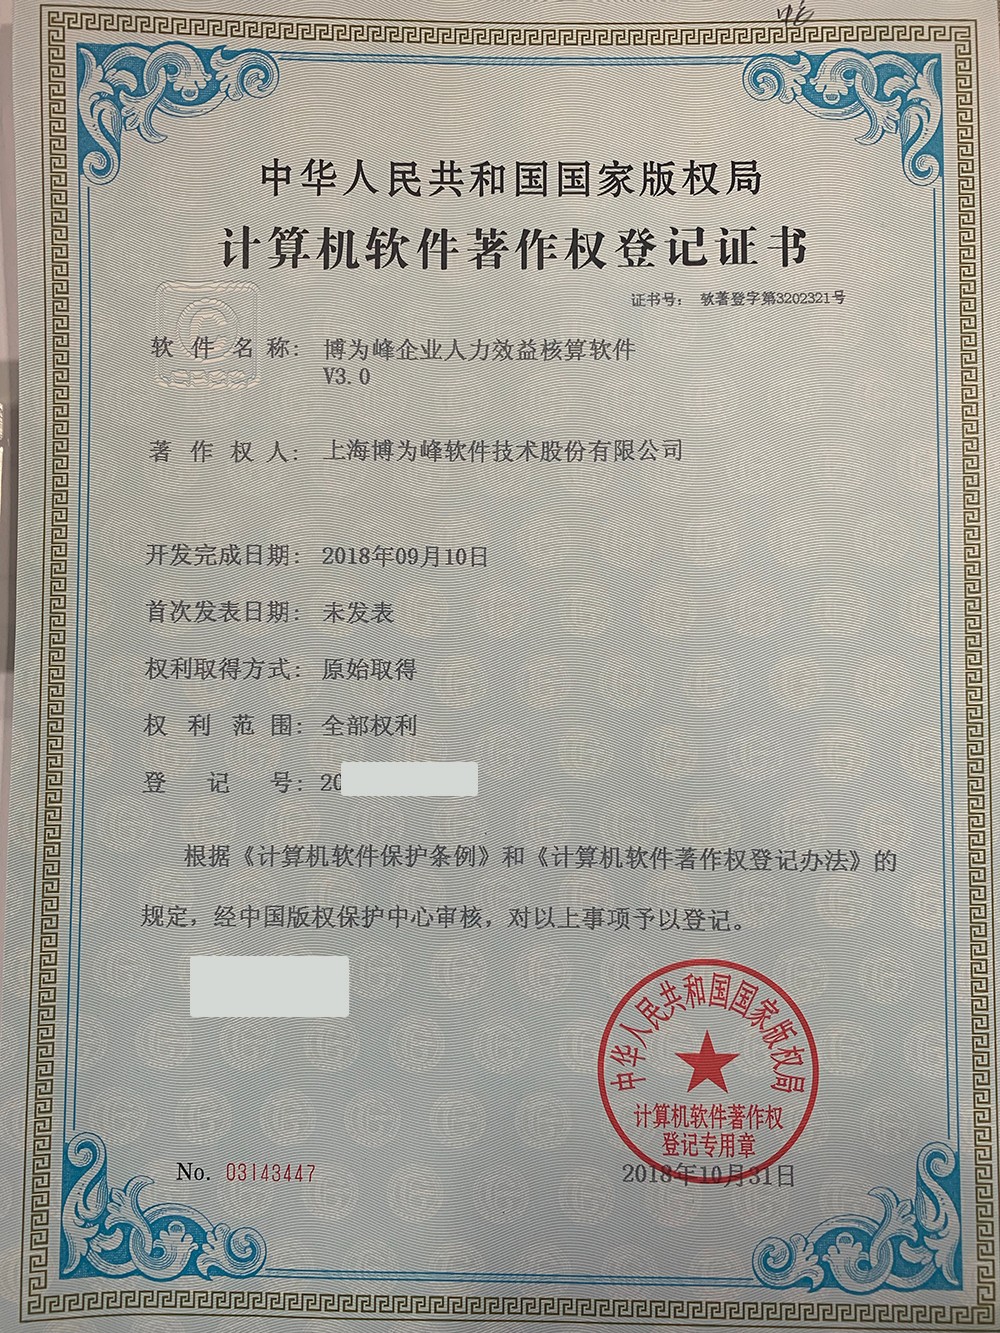 中华人民共和国国家版权局
计算机软件著作权登记证书
证书号： 软著登字第3202321号
软件名称： 博为峰企业人力效益核算软件
V3.0
著作权人： 上海博为峰软件技术股份有限公司
开发完成日期： 2018年09月10日
首次发表日期： 未发表
权利取得方式： 原始取得
权利范围： 全部权利
登记号： 20
根据《计算机软件保护条例》和《计算机软件著作权登记办法》的
规定，经中国版权保护中心审核，对以上事项予以登记。
中华人民共和国国家版权局
计算机软件著作权
登记专用章
No. 03143447
2018年10月31日